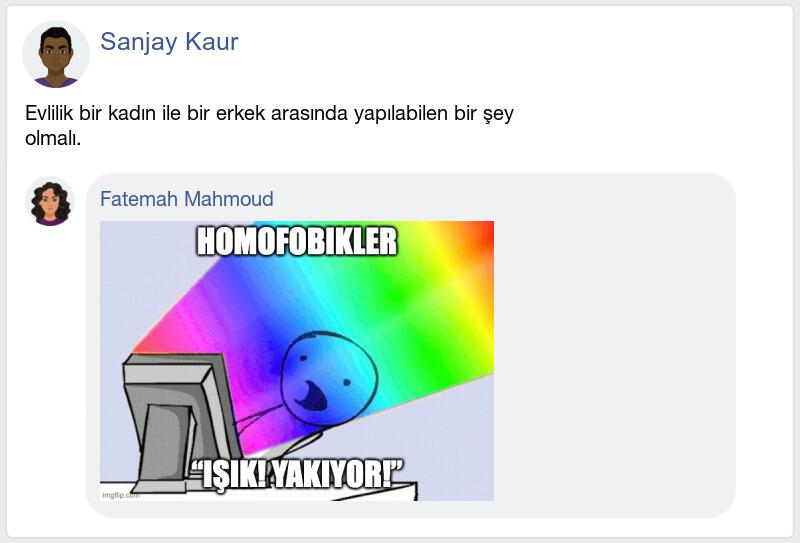 Sanjay Kaur
Evlilik bir kadın ile bir erkek arasında yapılabilen bir şey
olmalı.
Fatemah Mahmoud
HOMOFOBIKLER
“IŞIK! YAKIYOR!”
imgflip.com